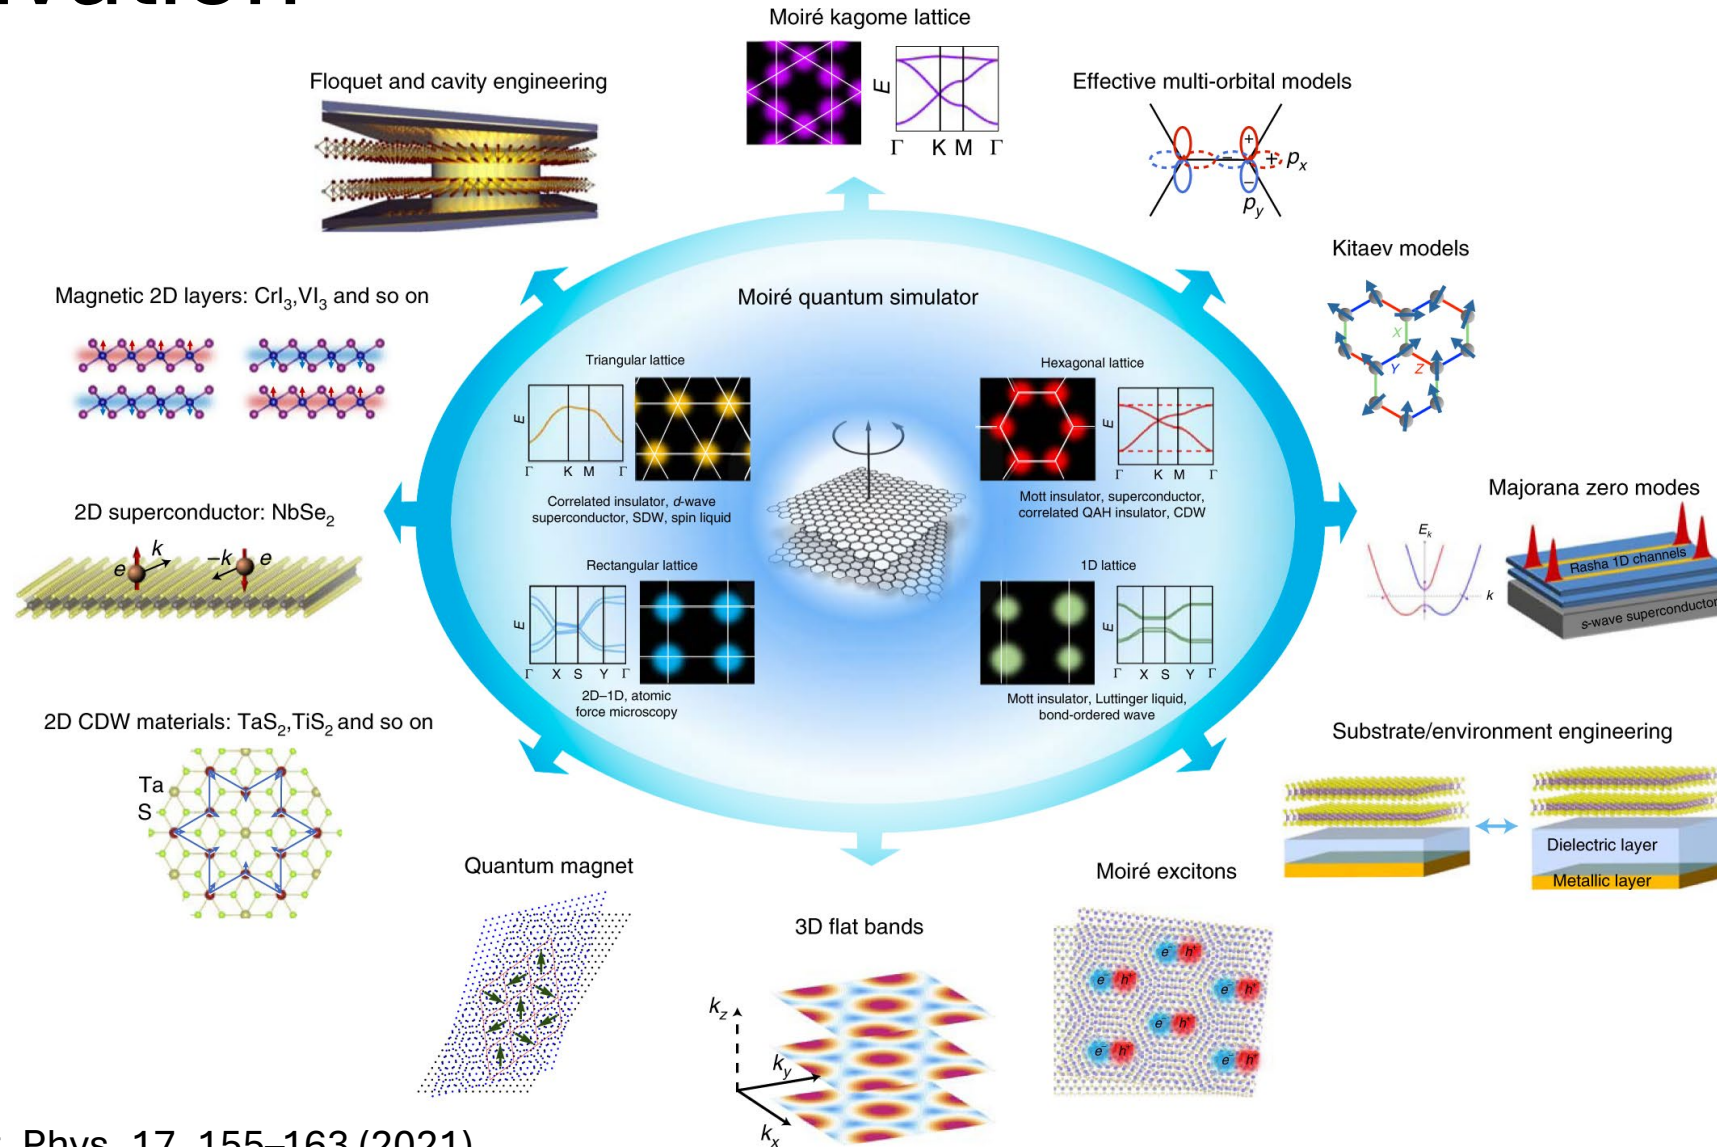 Moiré kagome lattice
E
Γ K M Γ
Floquet and cavity engineering
Effective multi-orbital models
+
− + pₓ
−
p_y
Kitaev models
X
Y Z
Magnetic 2D layers: CrI₃,VI₃ and so on
Moiré quantum simulator
Triangular lattice
E
Γ K M Γ
Correlated insulator, d-wave
superconductor, SDW, spin liquid
Hexagonal lattice
E
Γ K M Γ
Mott insulator, superconductor,
correlated QAH insulator, CDW
2D superconductor: NbSe₂
k
−k
e
e
Majorana zero modes
Eₖ
k
Rasha 1D channels
s-wave superconductor
Rectangular lattice
E
Γ X S Y Γ
2D–1D, atomic
force microscopy
1D lattice
E
Γ X S Y Γ
Mott insulator, Luttinger liquid,
bond-ordered wave
2D CDW materials: TaS₂,TiS₂ and so on
Ta
S
Substrate/environment engineering
Dielectric layer
Metallic layer
Quantum magnet
3D flat bands
k_z
k_y
kₓ
Moiré excitons
e⁻ h⁺
e⁻ h⁺
e⁻ h⁺
e⁻ h⁺
e⁻ h⁺
e⁻ h⁺
Phys. 17, 155–163 (2021)